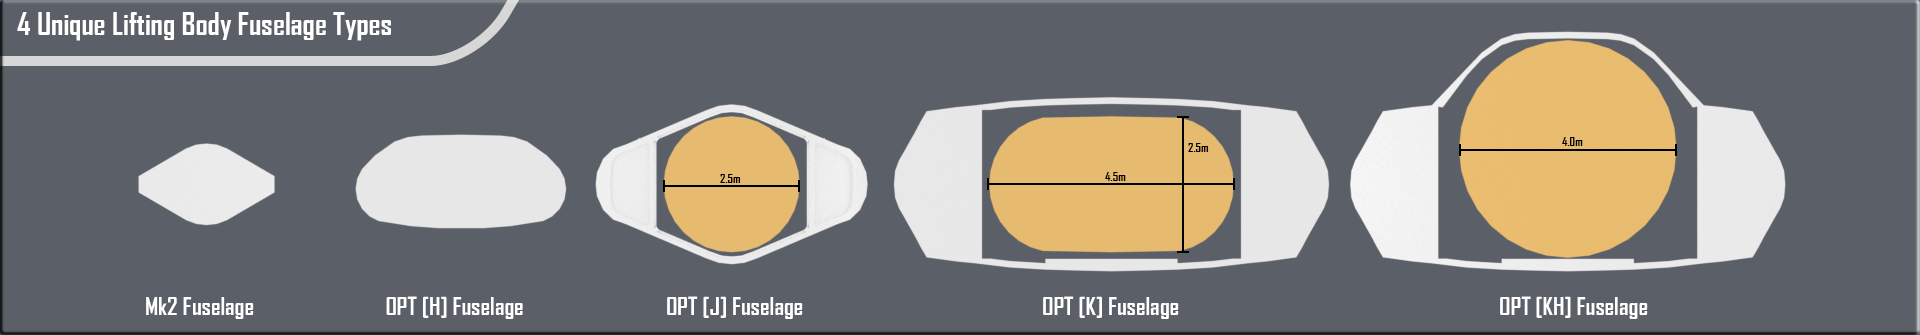 4 Unique Lifting Body Fuselage Types
2.5m
4.5m
2.5m
4.0m
Mk2 Fuselage
OPT [H] Fuselage
OPT [J] Fuselage
OPT [K] Fuselage
OPT [KH] Fuselage